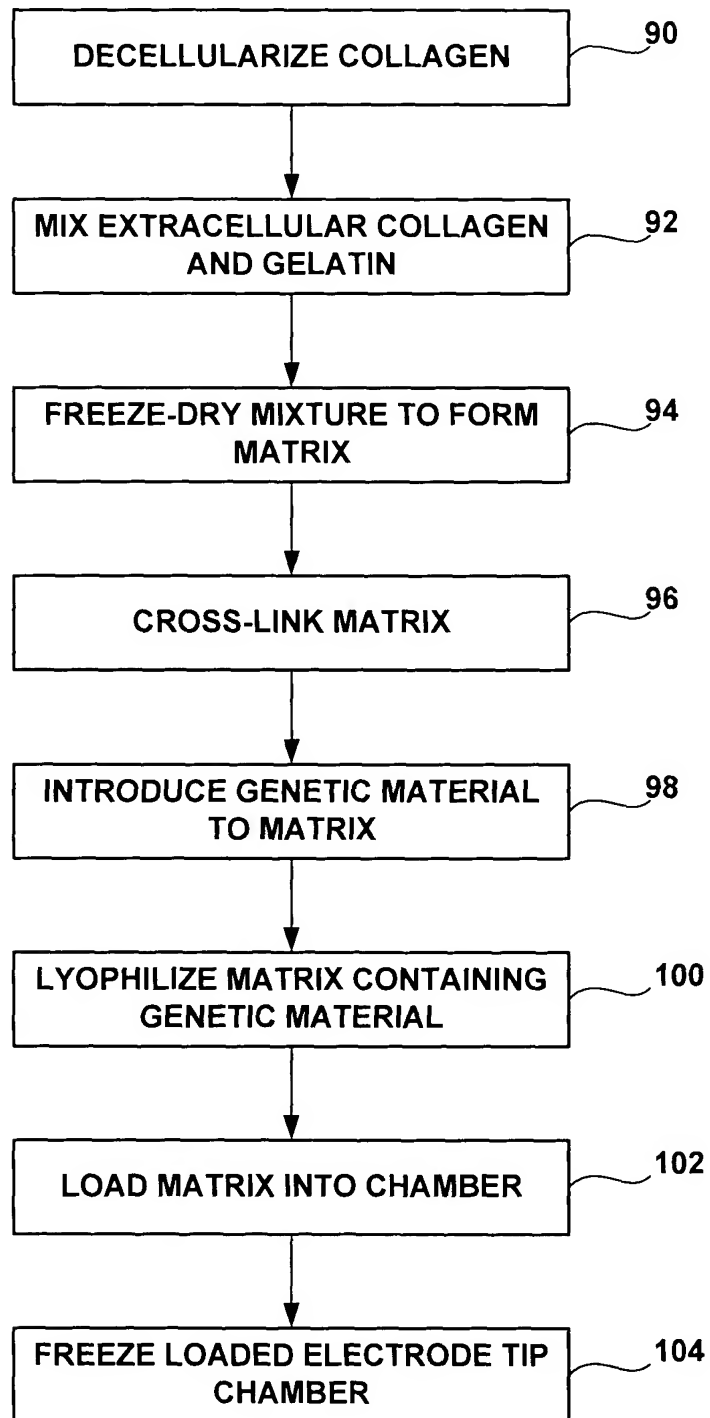 DECELLULARIZE COLLAGEN
90
MIX EXTRACELLULAR COLLAGEN
AND GELATIN
92
FREEZE-DRY MIXTURE TO FORM
MATRIX
94
CROSS-LINK MATRIX
96
INTRODUCE GENETIC MATERIAL
TO MATRIX
98
LYOPHILIZE MATRIX CONTAINING
GENETIC MATERIAL
100
LOAD MATRIX INTO CHAMBER
102
FREEZE LOADED ELECTRODE TIP
CHAMBER
104